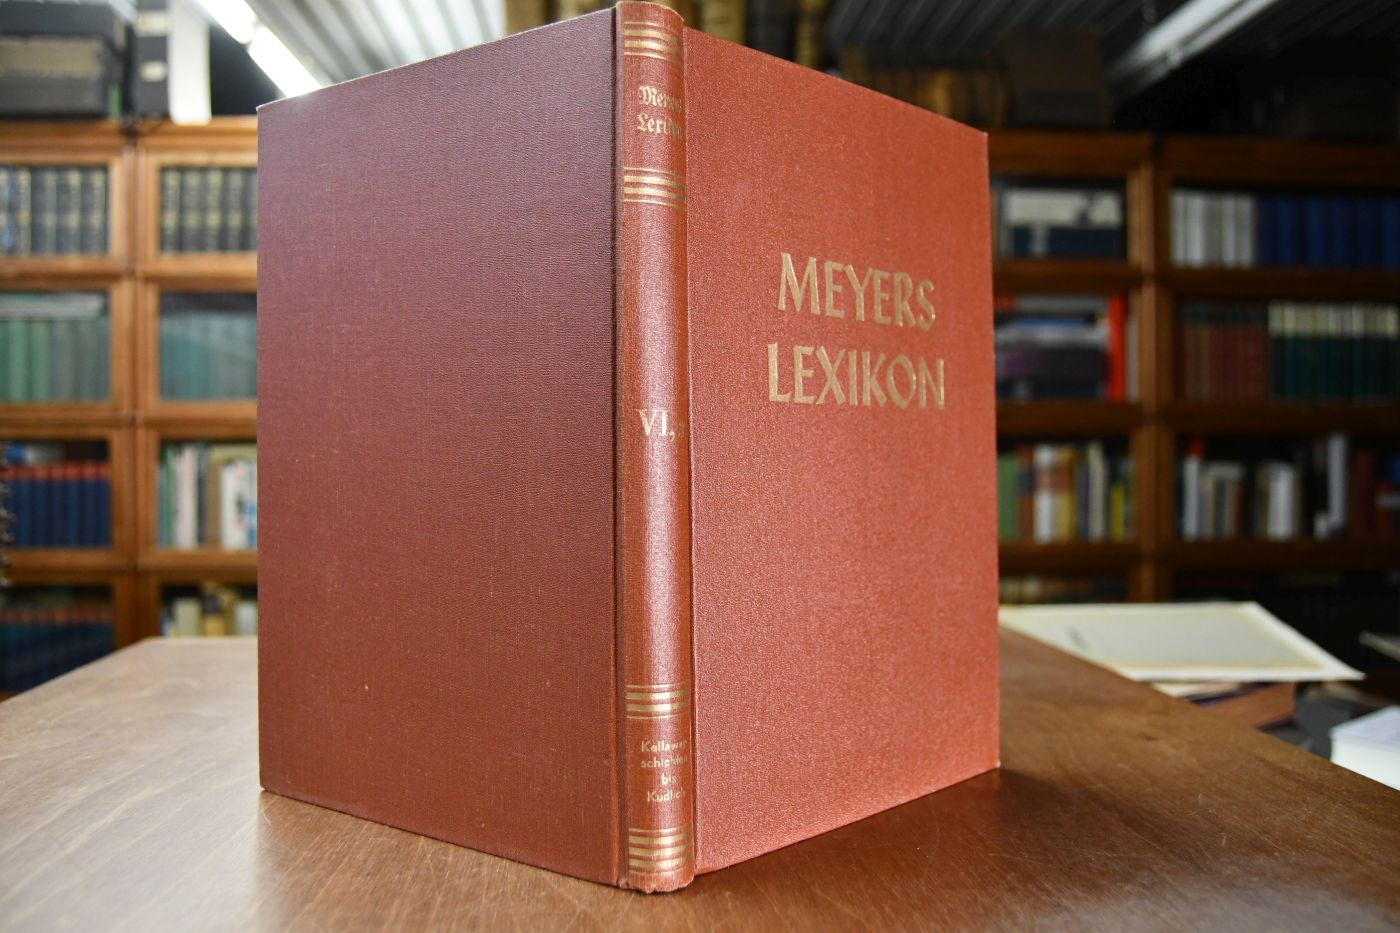 Meyers
Lexikon
VI, 3
Kellaway
schichten
bis
Kudlich
MEYERS
LEXIKON